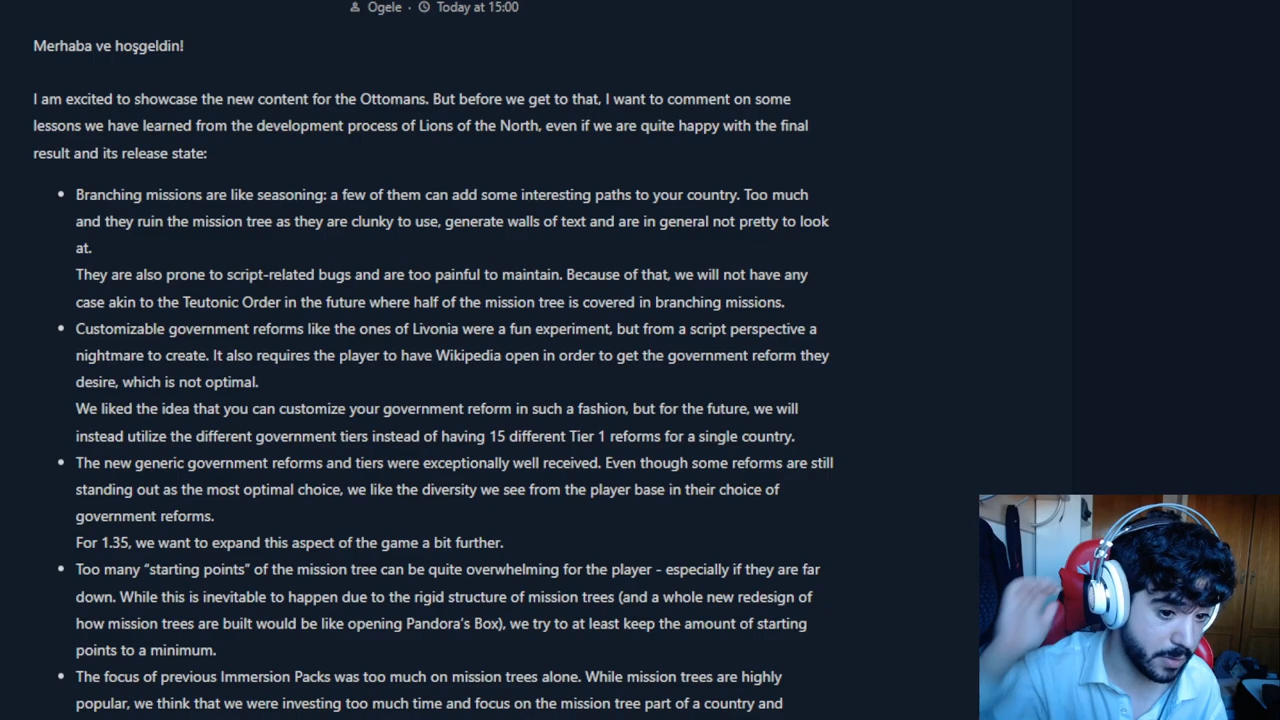 Ogele · Today at 15:00
Merhaba ve hoşgeldin!
I am excited to showcase the new content for the Ottomans. But before we get to that, I want to comment on some
lessons we have learned from the development process of Lions of the North, even if we are quite happy with the final
result and its release state:
• Branching missions are like seasoning: a few of them can add some interesting paths to your country. Too much
and they ruin the mission tree as they are clunky to use, generate walls of text and are in general not pretty to look
at.
They are also prone to script-related bugs and are too painful to maintain. Because of that, we will not have any
case akin to the Teutonic Order in the future where half of the mission tree is covered in branching missions.
• Customizable government reforms like the ones of Livonia were a fun experiment, but from a script perspective a
nightmare to create. It also requires the player to have Wikipedia open in order to get the government reform they
desire, which is not optimal.
We liked the idea that you can customize your government reform in such a fashion, but for the future, we will
instead utilize the different government tiers instead of having 15 different Tier 1 reforms for a single country.
• The new generic government reforms and tiers were exceptionally well received. Even though some reforms are still
standing out as the most optimal choice, we like the diversity we see from the player base in their choice of
government reforms.
For 1.35, we want to expand this aspect of the game a bit further.
• Too many “starting points” of the mission tree can be quite overwhelming for the player - especially if they are far
down. While this is inevitable to happen due to the rigid structure of mission trees (and a whole new redesign of
how mission trees are built would be like opening Pandora's Box), we try to at least keep the amount of starting
points to a minimum.
• The focus of previous Immersion Packs was too much on mission trees alone. While mission trees are highly
popular, we think that we were investing too much time and focus on the mission tree part of a country and